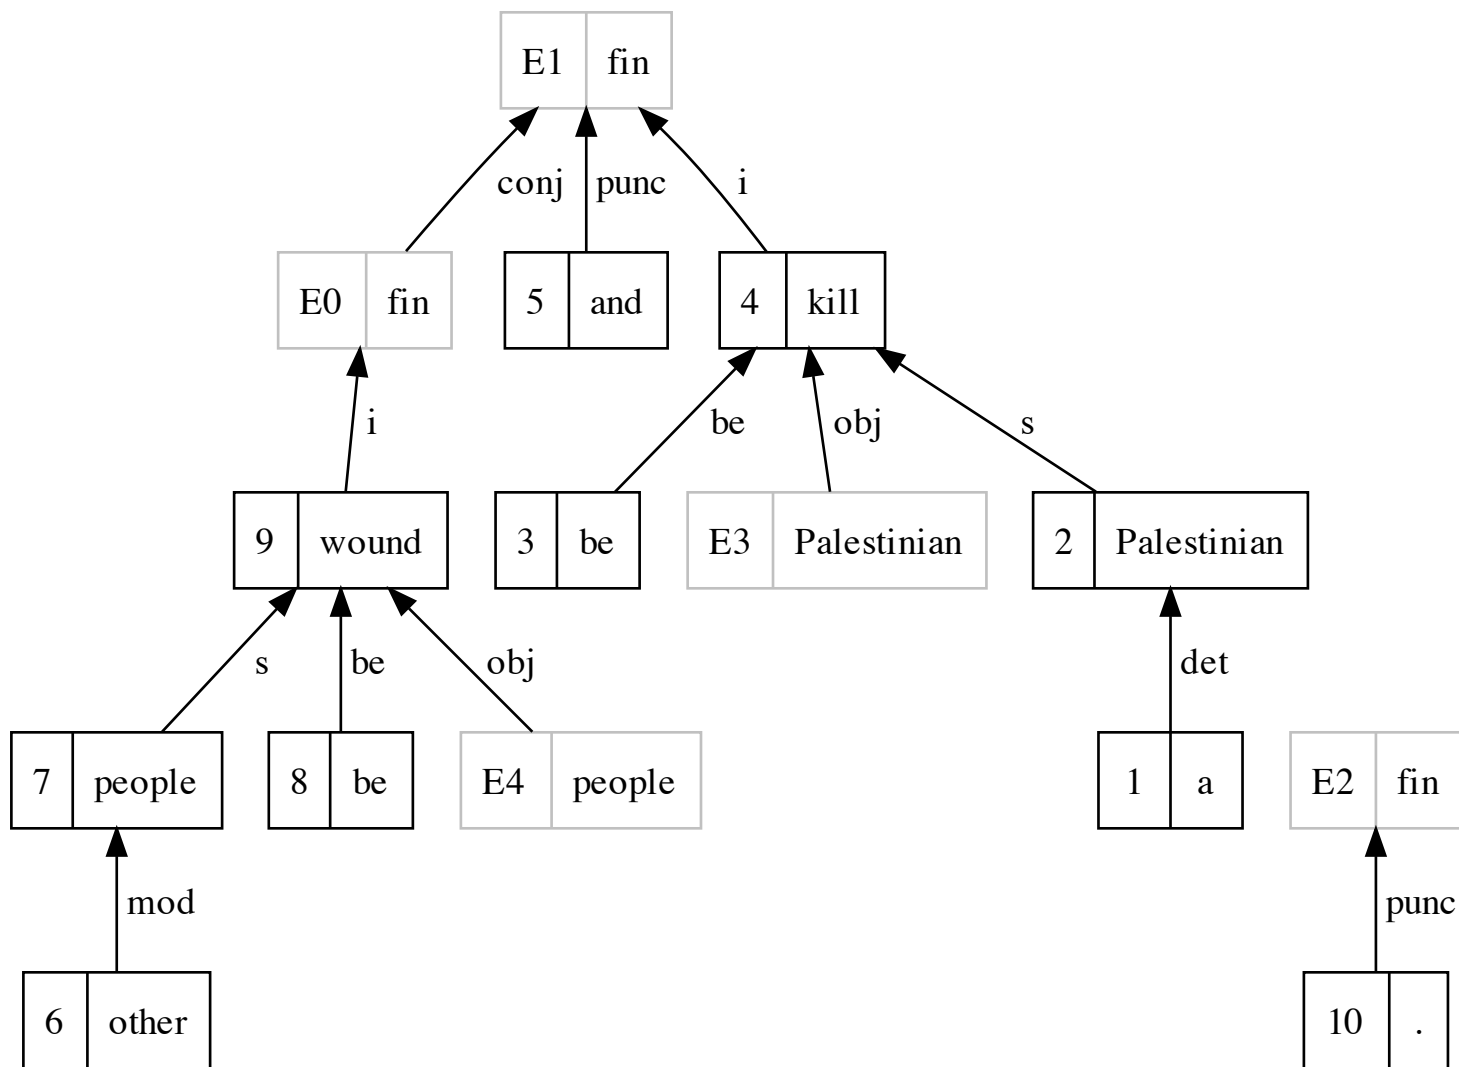 E1 fin
conj punc i
E0 fin 5 and 4 kill
i be obj s
9 wound 3 be E3 Palestinian 2 Palestinian
s be obj det
7 people 8 be E4 people 1 a E2 fin
mod punc
6 other 10 .